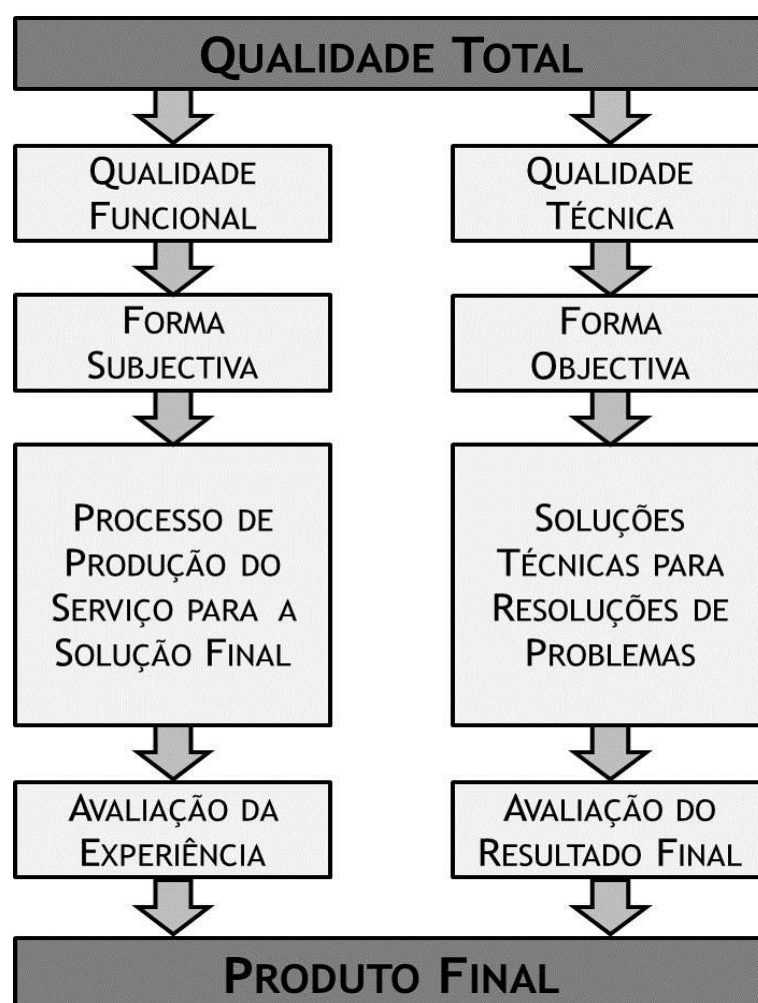 QUALIDADE TOTAL
QUALIDADE
FUNCIONAL
QUALIDADE
TÉCNICA
FORMA
SUBJECTIVA
FORMA
OBJECTIVA
PROCESSO DE
PRODUÇÃO DO
SERVIÇO PARA A
SOLUÇÃO FINAL
SOLUÇÕES
TÉCNICAS PARA
RESOLUÇÕES DE
PROBLEMAS
AVALIAÇÃO DA
EXPERIÊNCIA
AVALIAÇÃO DO
RESULTADO FINAL
PRODUTO FINAL